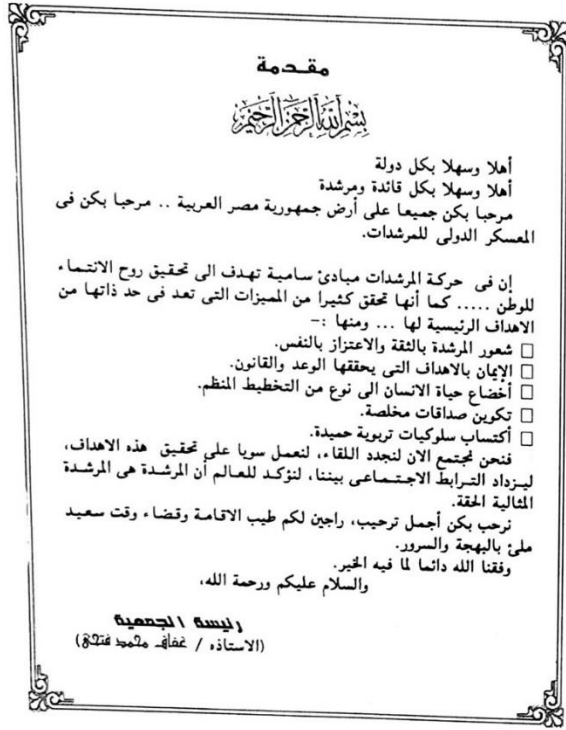 مقدمة
بسم الله الرحمن الرحيم
أهلا وسهلا بكل دولة
أهلا وسهلا بكل قائدة ومرشدة
مرحبا بكن جميعا على أرض جمهورية مصر العربية .. مرحبا بكن فى
المعسكر الدولى للمرشدات.
إن فى حركة المرشدات مبادئ سامية تهدف الى تحقيق روح الانتماء
للوطن ..... كما أنها تحقق كثيرا من المميزات التى تعد فى حد ذاتها من
الاهداف الرئيسية لها ... ومنها :-
□ شعور المرشدة بالثقة والاعتزاز بالنفس.
□ الإيمان بالاهداف التى يحققها الوعد والقانون.
□ أخضاع حياة الانسان الى نوع من التخطيط المنظم.
□ تكوين صداقات مخلصة.
□ أكتساب سلوكيات تربوية حميدة.
فنحن نجتمع الان لنجدد اللقاء، لنعمل سويا على تحقيق هذه الاهداف،
ليزداد الترابط الاجتماعى بيننا، لنؤكد للعالم أن المرشدة هى المرشدة
المثالية الحقة.
نرحب بكن أجمل ترحيب، راجين لكم طيب الاقامة وقضاء وقت سعيد
ملئ بالبهجة والسرور.
وفقنا الله دائما لما فيه الخير.
والسلام عليكم ورحمة الله،
رئيسة الجمعية
(الاستاذه / عفاف محمد فتحى)